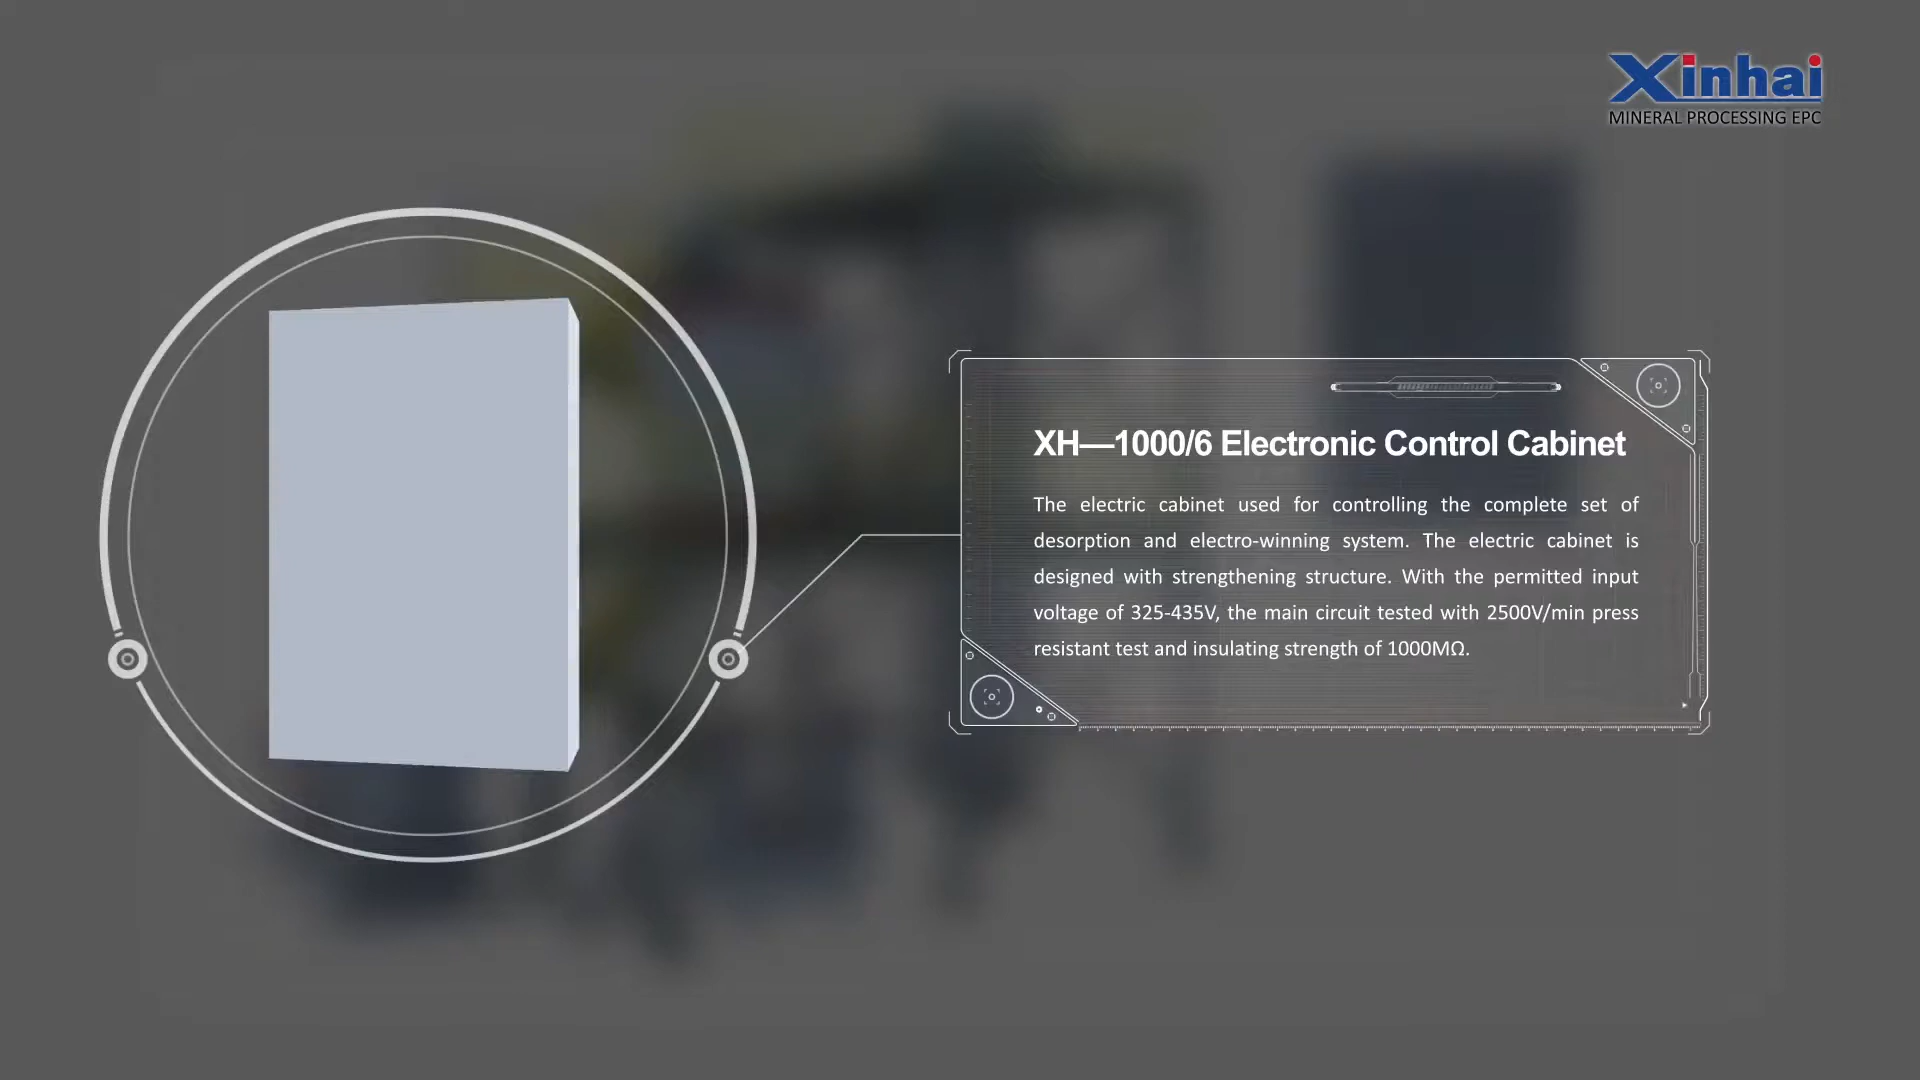 Xinhai
MINERAL PROCESSING EPC
XH—1000/6 Electronic Control Cabinet
The electric cabinet used for controlling the complete set of
desorption and electro-winning system. The electric cabinet is
designed with strengthening structure. With the permitted input
voltage of 325-435V, the main circuit tested with 2500V/min press
resistant test and insulating strength of 1000MΩ.